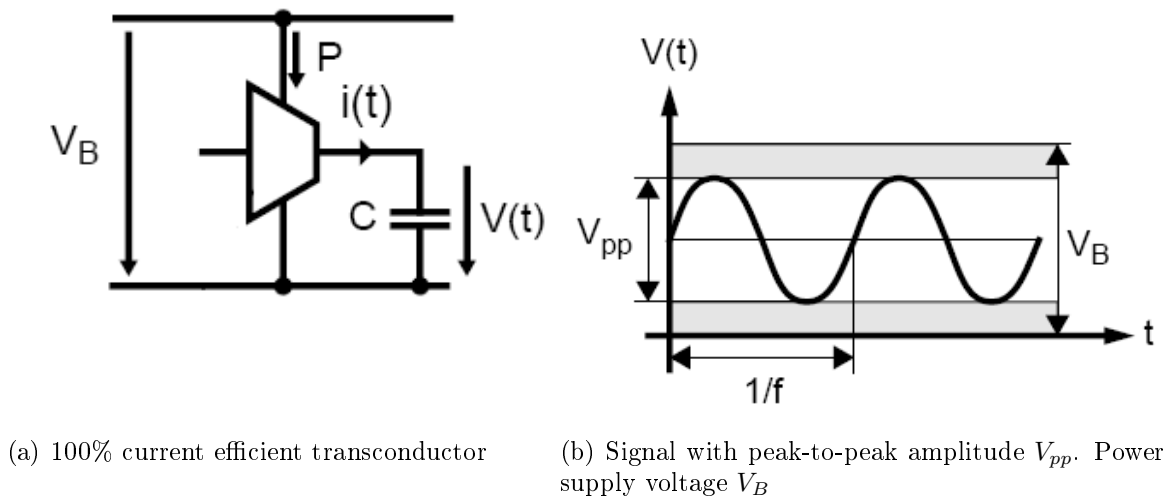 P
i(t)
V_B
C
V(t)
V(t)
V_pp
V_B
t
1/f
(a) 100% current efficient transconductor
(b) Signal with peak-to-peak amplitude V_pp. Power
supply voltage V_B